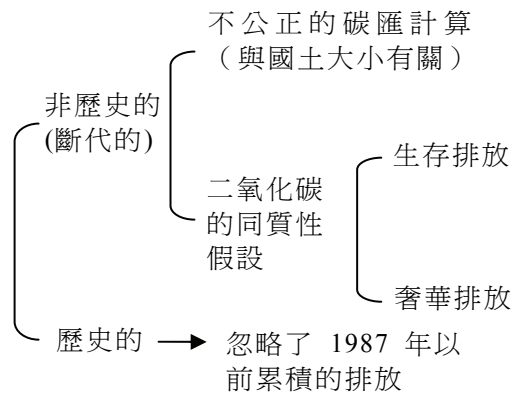 不公正的碳匯計算
（與國土大小有關）
非歷史的
(斷代的)
二氧化碳
的同質性
假設
生存排放
奢華排放
歷史的
忽略了 1987 年以
前累積的排放